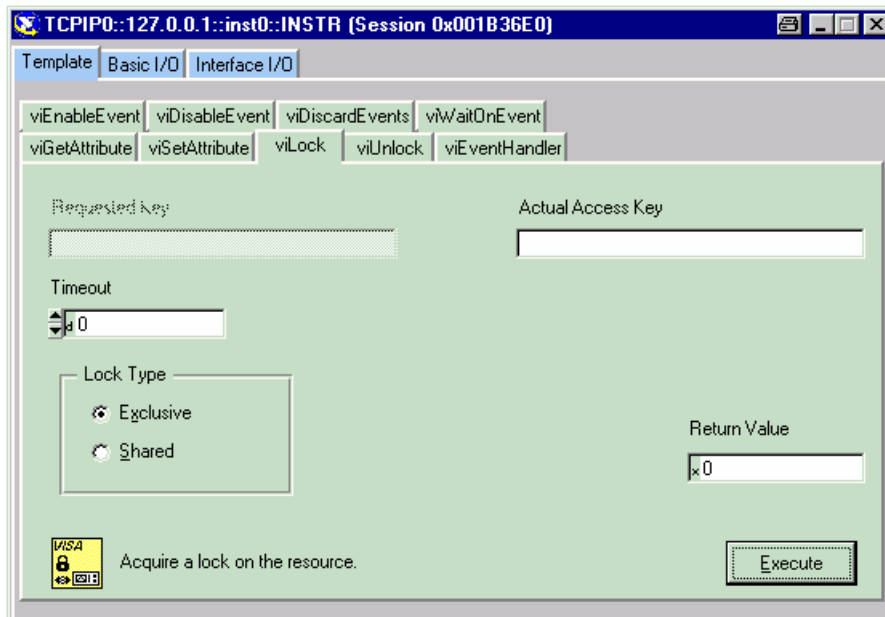 TCPIP0::127.0.0.1::inst0::INSTR (Session 0x001B36E0)
Template Basic I/O Interface I/O
viEnableEvent viDisableEvent viDiscardEvents viWaitOnEvent
viGetAttribute viSetAttribute viLock viUnlock viEventHandler
Requested Key Actual Access Key
Timeout
d 0
Lock Type
Exclusive
Shared
Return Value
x 0
VISA
Acquire a lock on the resource.
Execute